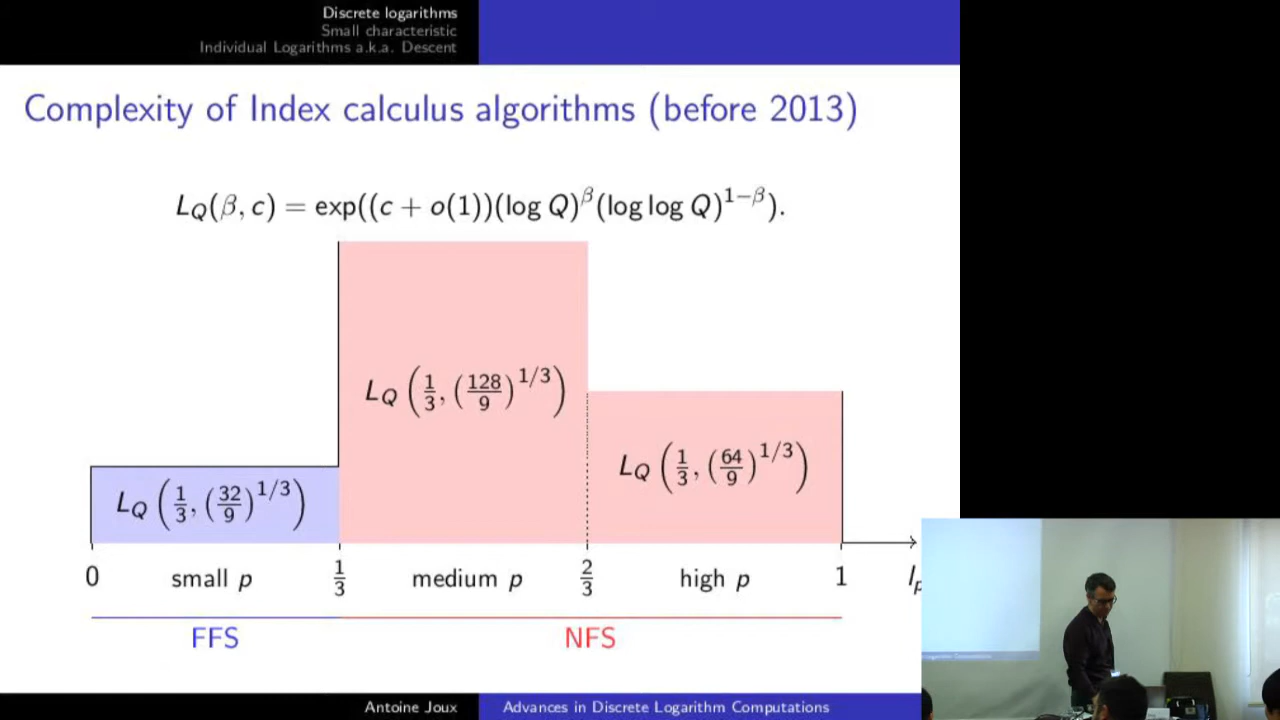 Discrete logarithms
Small characteristic
Individual Logarithms a.k.a. Descent
Complexity of Index calculus algorithms (before 2013)
L_Q(β, c) = exp((c + o(1))(log Q)^β(log log Q)^{1−β}).
L_Q(1/3, (128/9)^{1/3})
L_Q(1/3, (64/9)^{1/3})
L_Q(1/3, (32/9)^{1/3})
0 small p 1/3 medium p 2/3 high p 1 l_p
FFS NFS
Antoine Joux Advances in Discrete Logarithm Computations